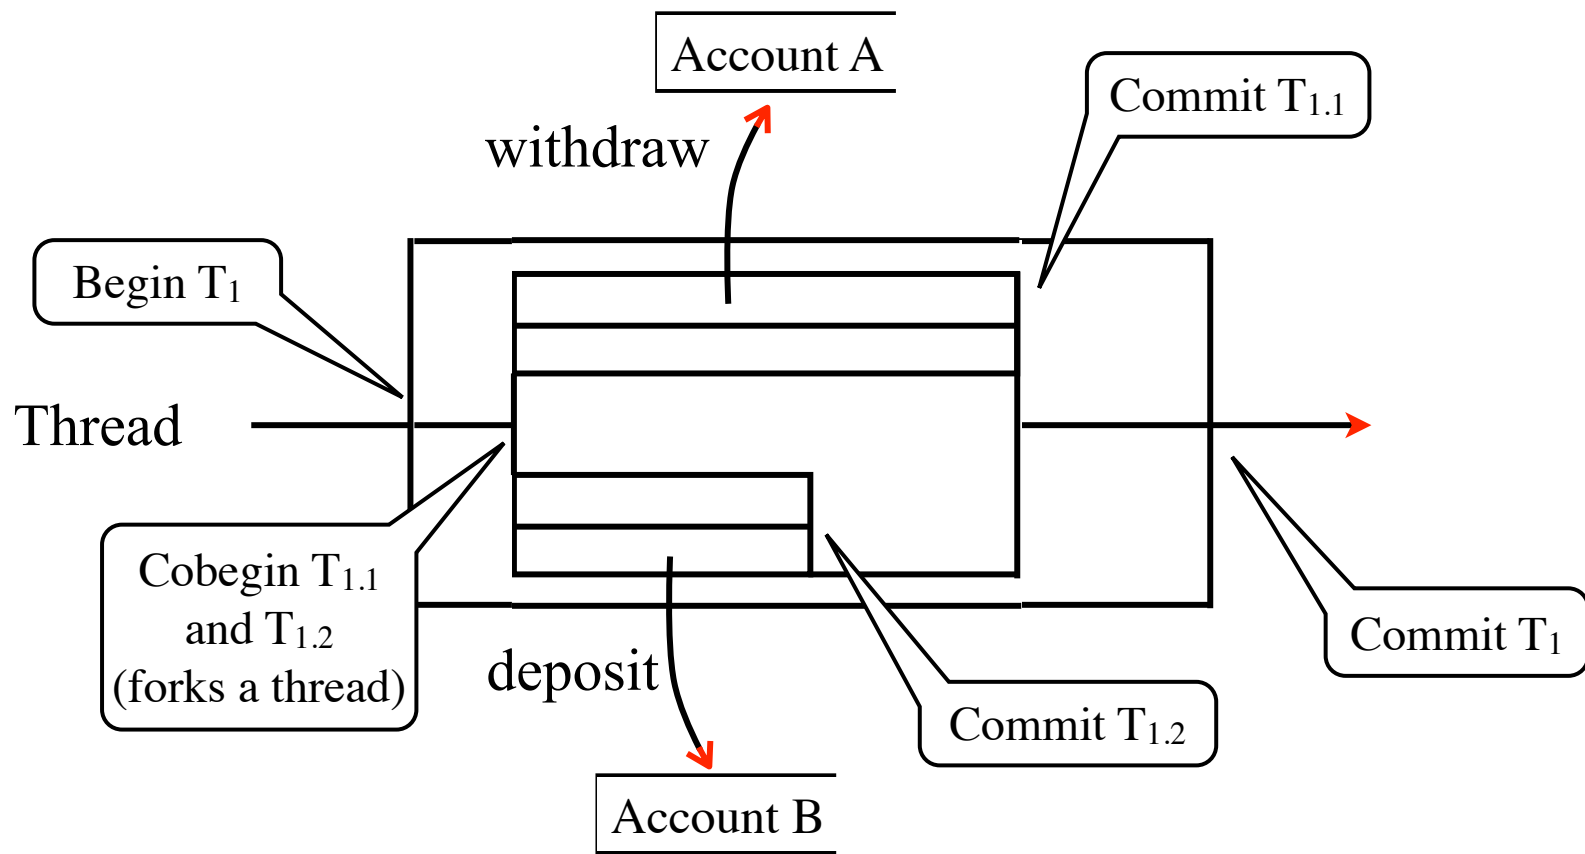 Account A
Commit T1.1
withdraw
Begin T1
Thread
Cobegin T1.1
and T1.2
(forks a thread)
Commit T1
deposit
Commit T1.2
Account B